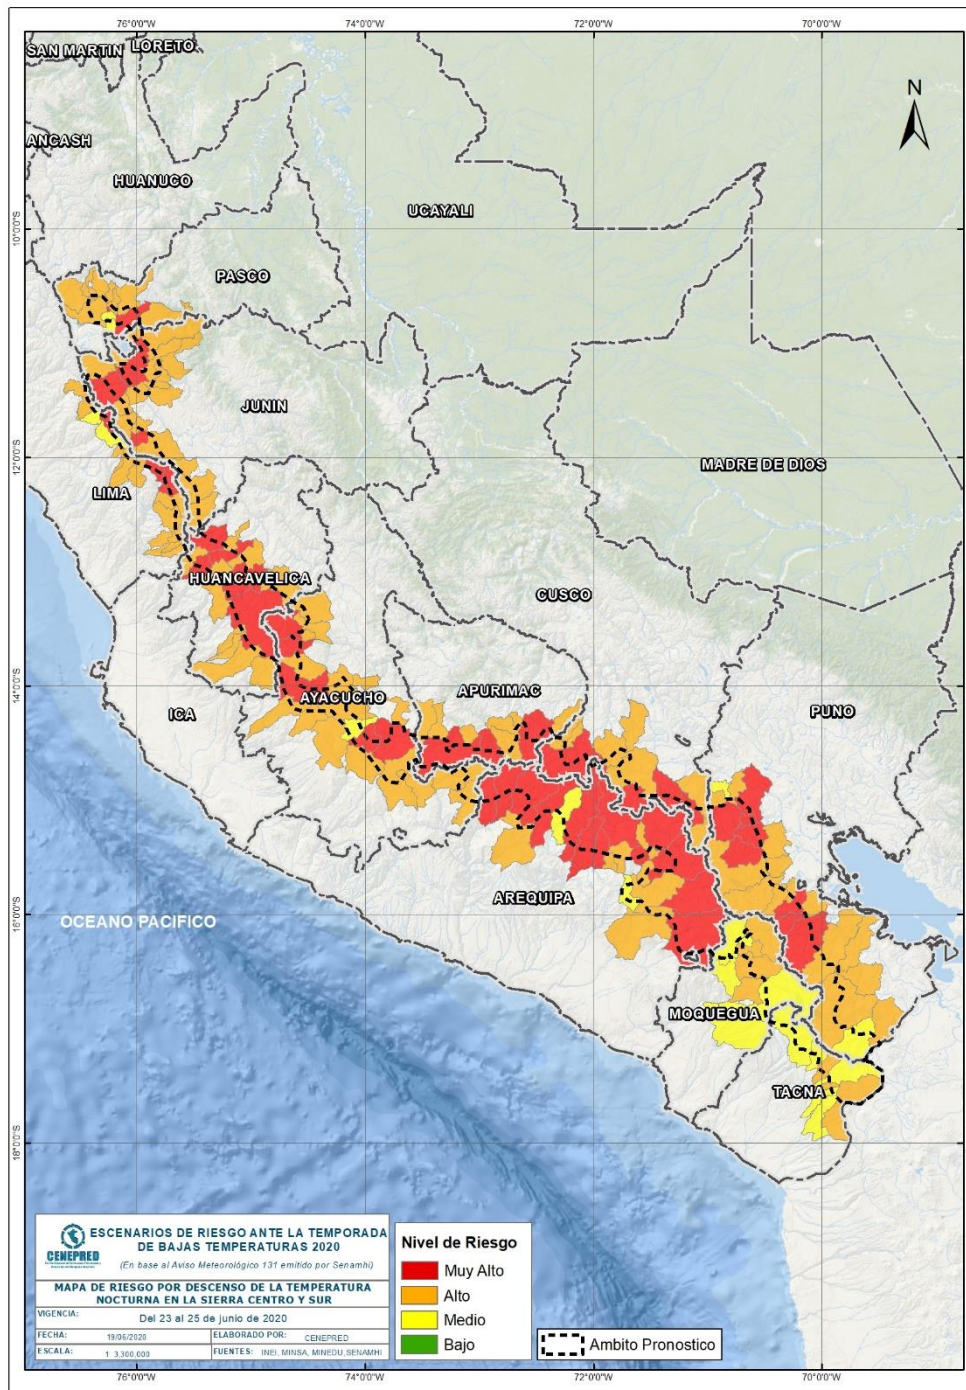 76°0'0"W 74°0'0"W 72°0'0"W 70°0'0"W
SAN MARTIN LORETO
N
ANCASH
HUANUCO
UCAYALI
10°0'0"S
PASCO
JUNIN
12°0'0"S
MADRE DE DIOS
LIMA
HUANCAVELICA
CUSCO
14°0'0"S
APURIMAC
AYACUCHO
ICA
PUNO
AREQUIPA
16°0'0"S
OCEANO PACIFICO
MOQUEGUA
TACNA
18°0'0"S
CENEPRED
ESCENARIOS DE RIESGO ANTE LA TEMPORADA
DE BAJAS TEMPERATURAS 2020
(En base al Aviso Meteorológico 131 emitido por Senamhi)
MAPA DE RIESGO POR DESCENSO DE LA TEMPERATURA
NOCTURNA EN LA SIERRA CENTRO Y SUR
VIGENCIA: Del 23 al 25 de junio de 2020
FECHA: 19/06/2020 ELABORADO POR: CENEPRED
ESCALA: 1: 3,300,000 FUENTES: INEI, MINSA, MINEDU, SENAMHI
Nivel de Riesgo
Muy Alto
Alto
Medio
Bajo
Ambito Pronostico
76°0'0"W 74°0'0"W 72°0'0"W 70°0'0"W